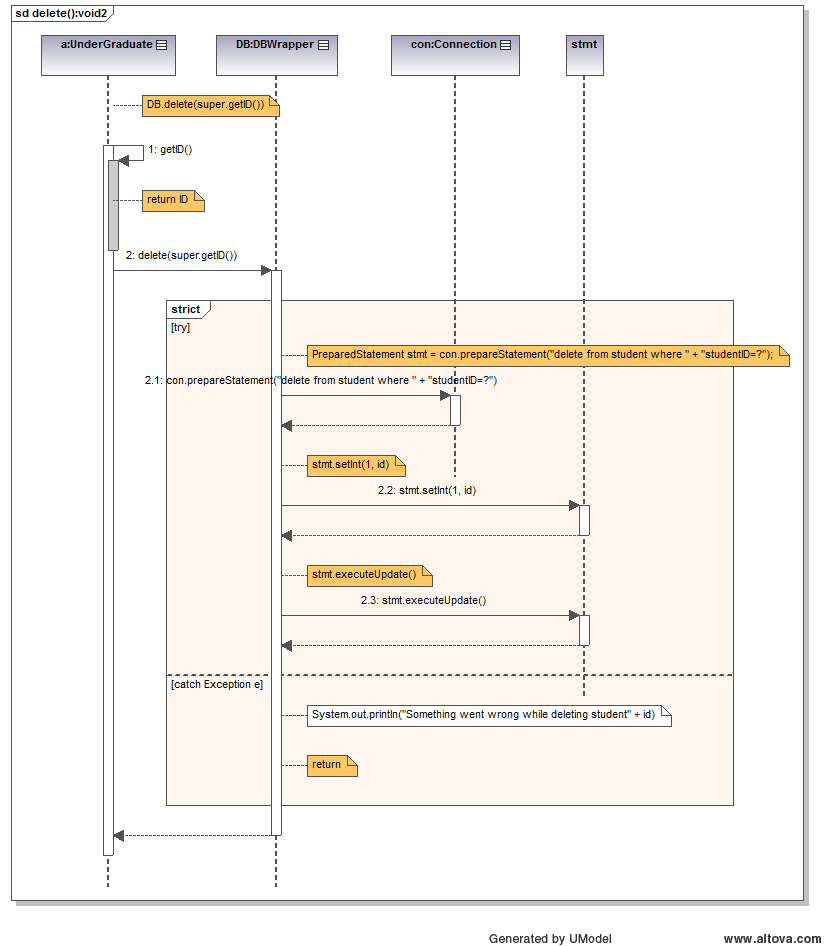 sd delete():void2
a:UnderGraduate
DB:DBWrapper
con:Connection
stmt
DB.delete(super.getID())
1: getID()
return ID
2: delete(super.getID())
strict
[try]
PreparedStatement stmt = con.prepareStatement("delete from student where " + "studentID=?");
2.1: con.prepareStatement("delete from student where " + "studentID=?")
stmt.setInt(1, id)
2.2: stmt.setInt(1, id)
stmt.executeUpdate()
2.3: stmt.executeUpdate()
[catch Exception e]
System.out.println("Something went wrong while deleting student" + id)
return
Generated by UModel
www.altova.com